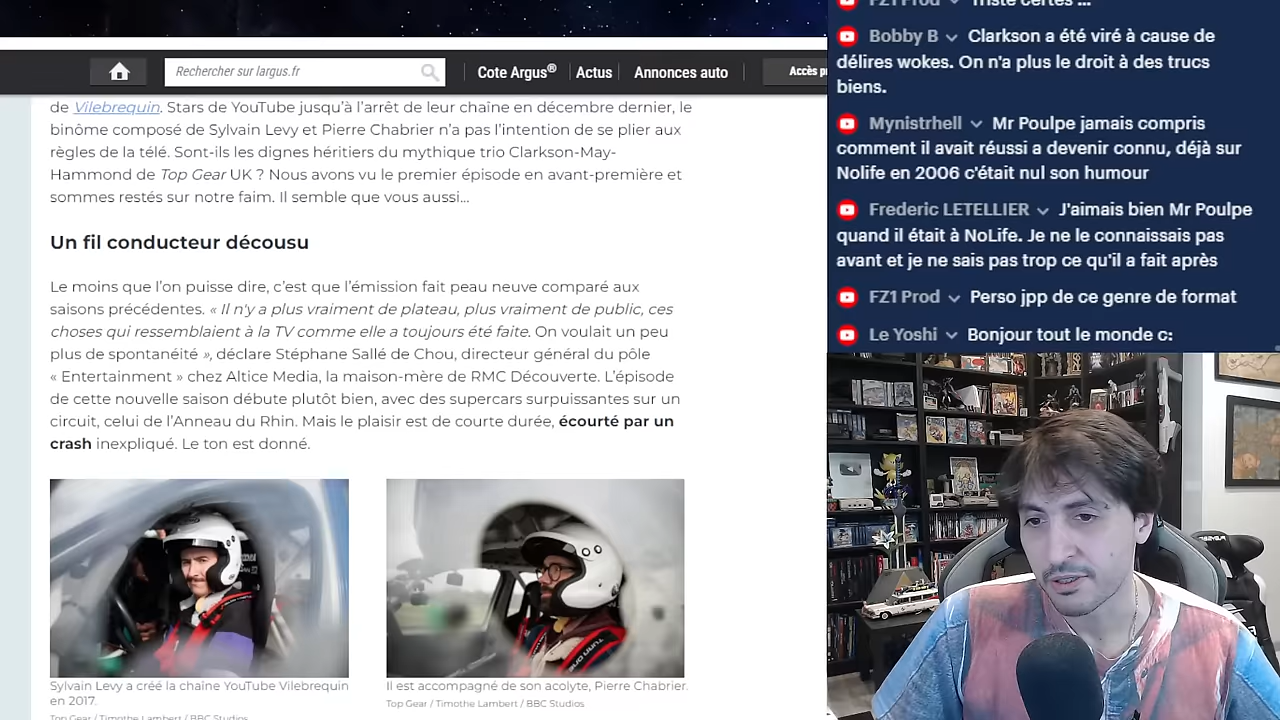 Rechercher sur largus.fr
Cote Argus®
Actus
Annonces auto
Accès
de Vilebrequin. Stars de YouTube jusqu'à l'arrêt de leur chaîne en décembre dernier, le
binôme composé de Sylvain Levy et Pierre Chabrier n'a pas l'intention de se plier aux
règles de la télé. Sont-ils les dignes héritiers du mythique trio Clarkson-May-
Hammond de Top Gear UK ? Nous avons vu le premier épisode en avant-première et
sommes restés sur notre faim. Il semble que vous aussi...
Un fil conducteur décousu
Le moins que l'on puisse dire, c'est que l'émission fait peau neuve comparé aux
saisons précédentes. « Il n'y a plus vraiment de plateau, plus vraiment de public, ces
choses qui ressemblaient à la TV comme elle a toujours été faite. On voulait un peu
plus de spontanéité », déclare Stéphane Sallé de Chou, directeur général du pôle
« Entertainment » chez Altice Media, la maison-mère de RMC Découverte. L'épisode
de cette nouvelle saison débute plutôt bien, avec des supercars surpuissantes sur un
circuit, celui de l'Anneau du Rhin. Mais le plaisir est de courte durée, écourté par un
crash inexpliqué. Le ton est donné.
Sylvain Levy a créé la chaîne YouTube Vilebrequin
en 2017.
Top Gear / Timothe Lambert / BBC Studios
Il est accompagné de son acolyte, Pierre Chabrier.
Top Gear / Timothe Lambert / BBC Studios
FZ1 Prod Triste certes ...
Bobby B Clarkson a été viré à cause de
délires wokes. On n'a plus le droit à des trucs
biens.
Mynistrhell Mr Poulpe jamais compris
comment il avait réussi a devenir connu, déjà sur
Nolife en 2006 c'était nul son humour
Frederic LETELLIER J'aimais bien Mr Poulpe
quand il était à NoLife. Je ne le connaissais pas
avant et je ne sais pas trop ce qu'il a fait après
FZ1 Prod Perso jpp de ce genre de format
Le Yoshi Bonjour tout le monde c: